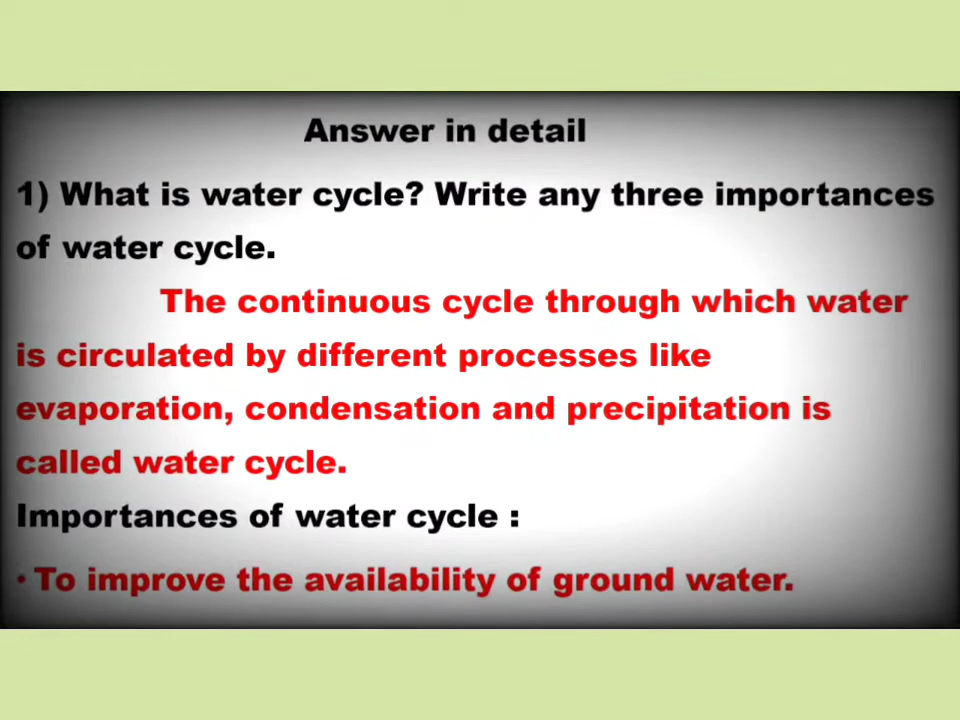 Answer in detail
1) What is water cycle? Write any three importances
of water cycle.
The continuous cycle through which water
is circulated by different processes like
evaporation, condensation and precipitation is
called water cycle.
Importances of water cycle :
• To improve the availability of ground water.